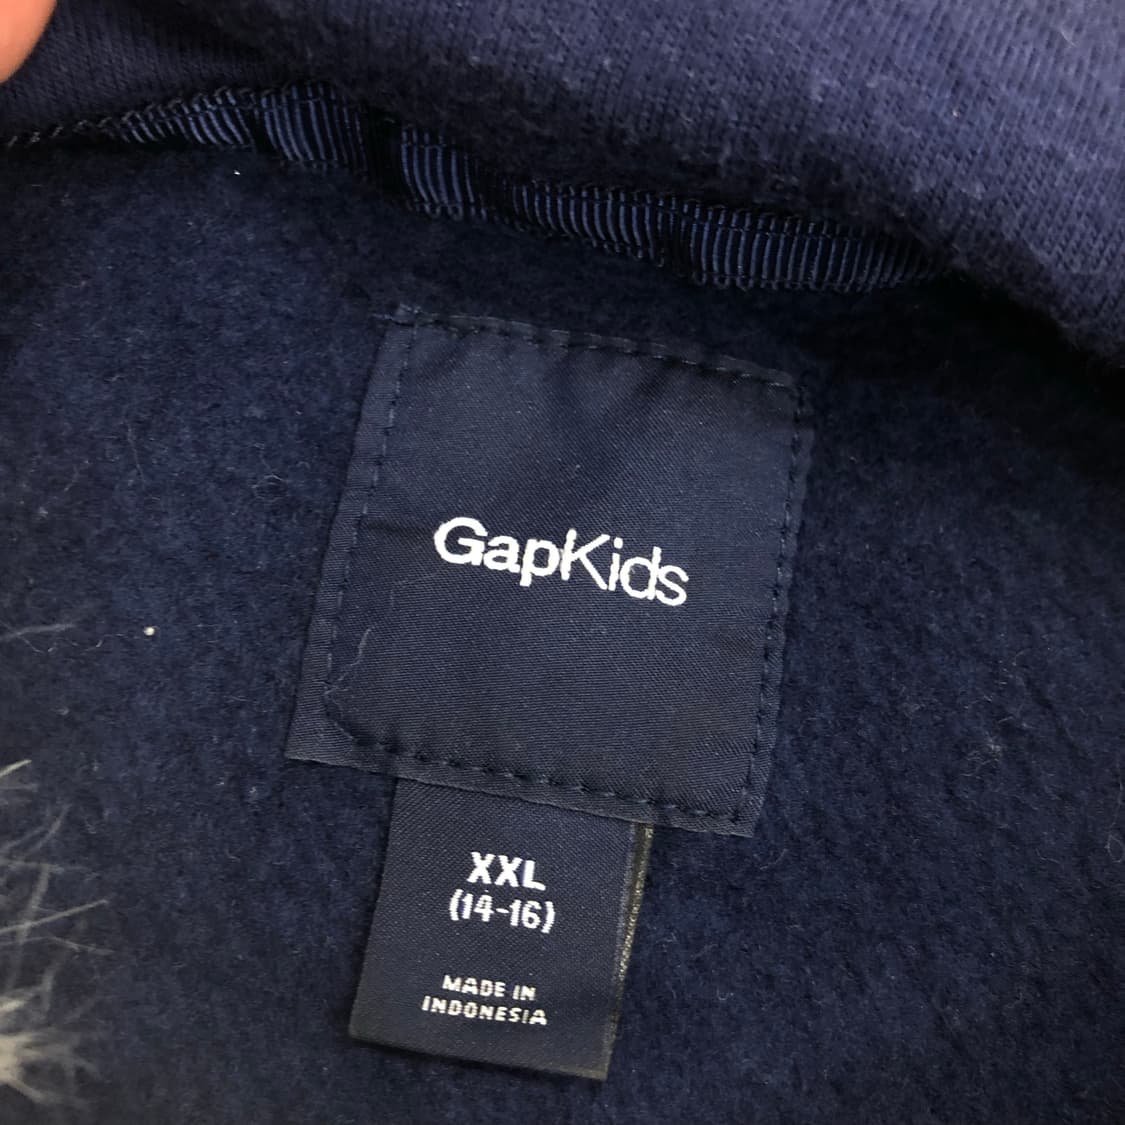 GapKids
XXL
(14-16)
MADE IN
INDONESIA